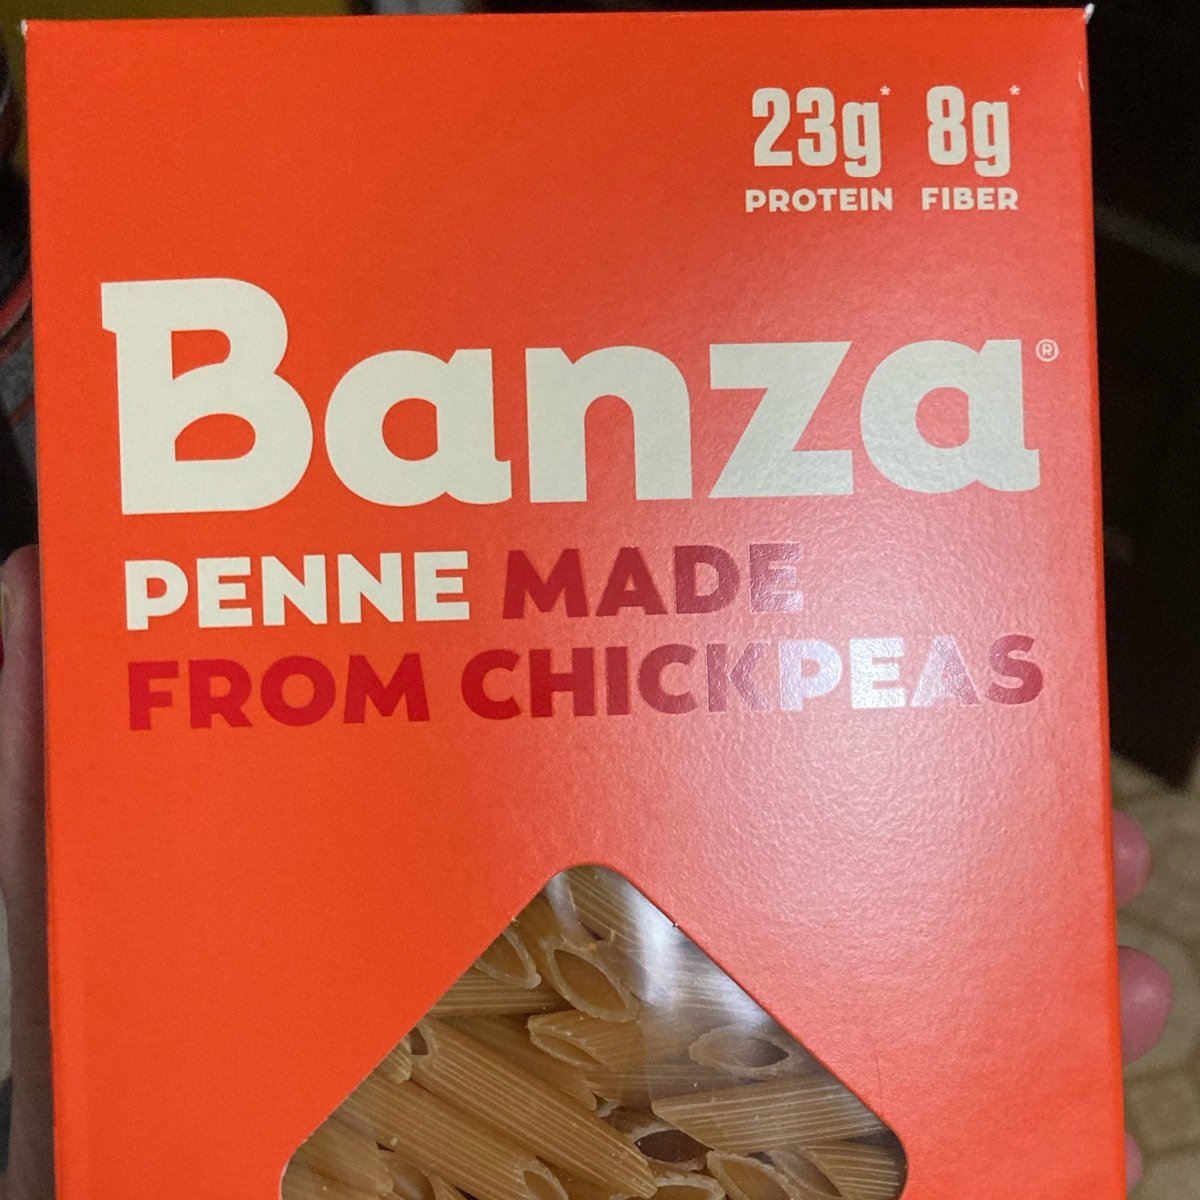 23g* 8g*
PROTEIN FIBER
Banza®
PENNE MADE
FROM CHICKPEAS